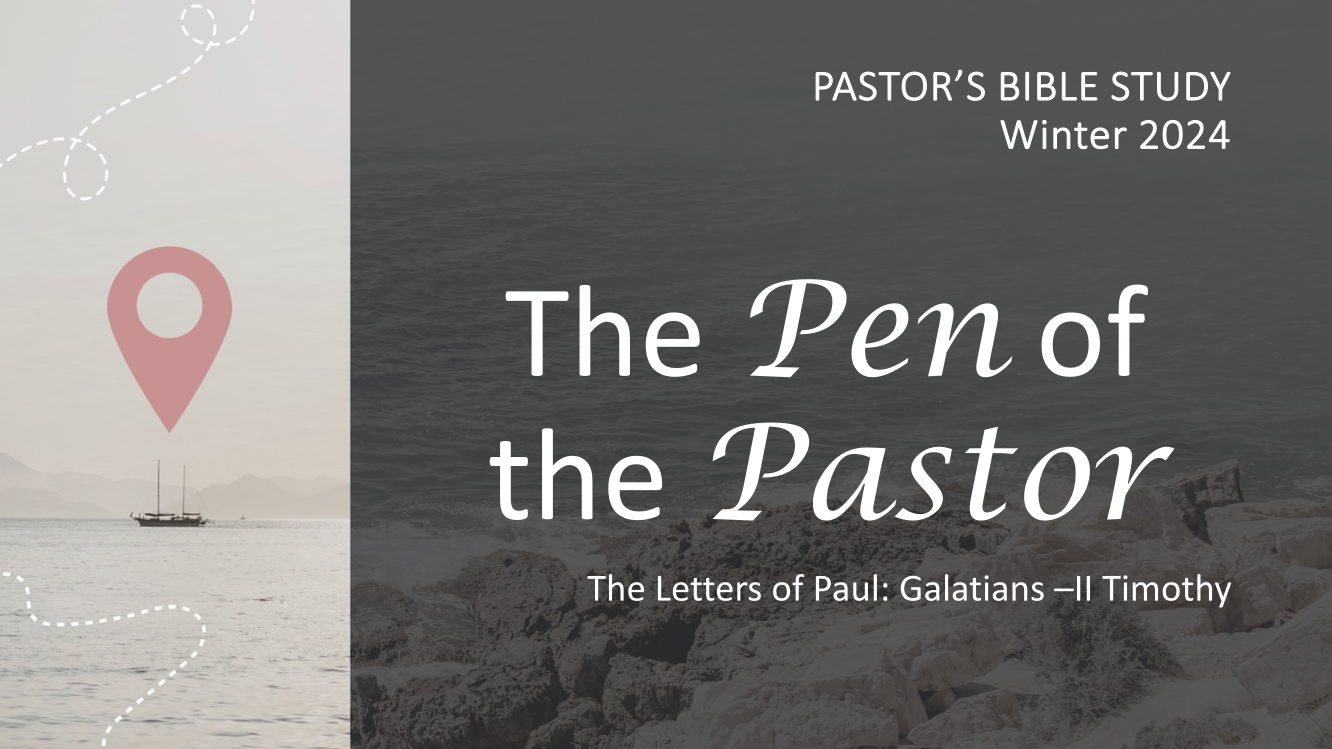 PASTOR’S BIBLE STUDY
Winter 2024
The Pen of
the Pastor
The Letters of Paul: Galatians –II Timothy